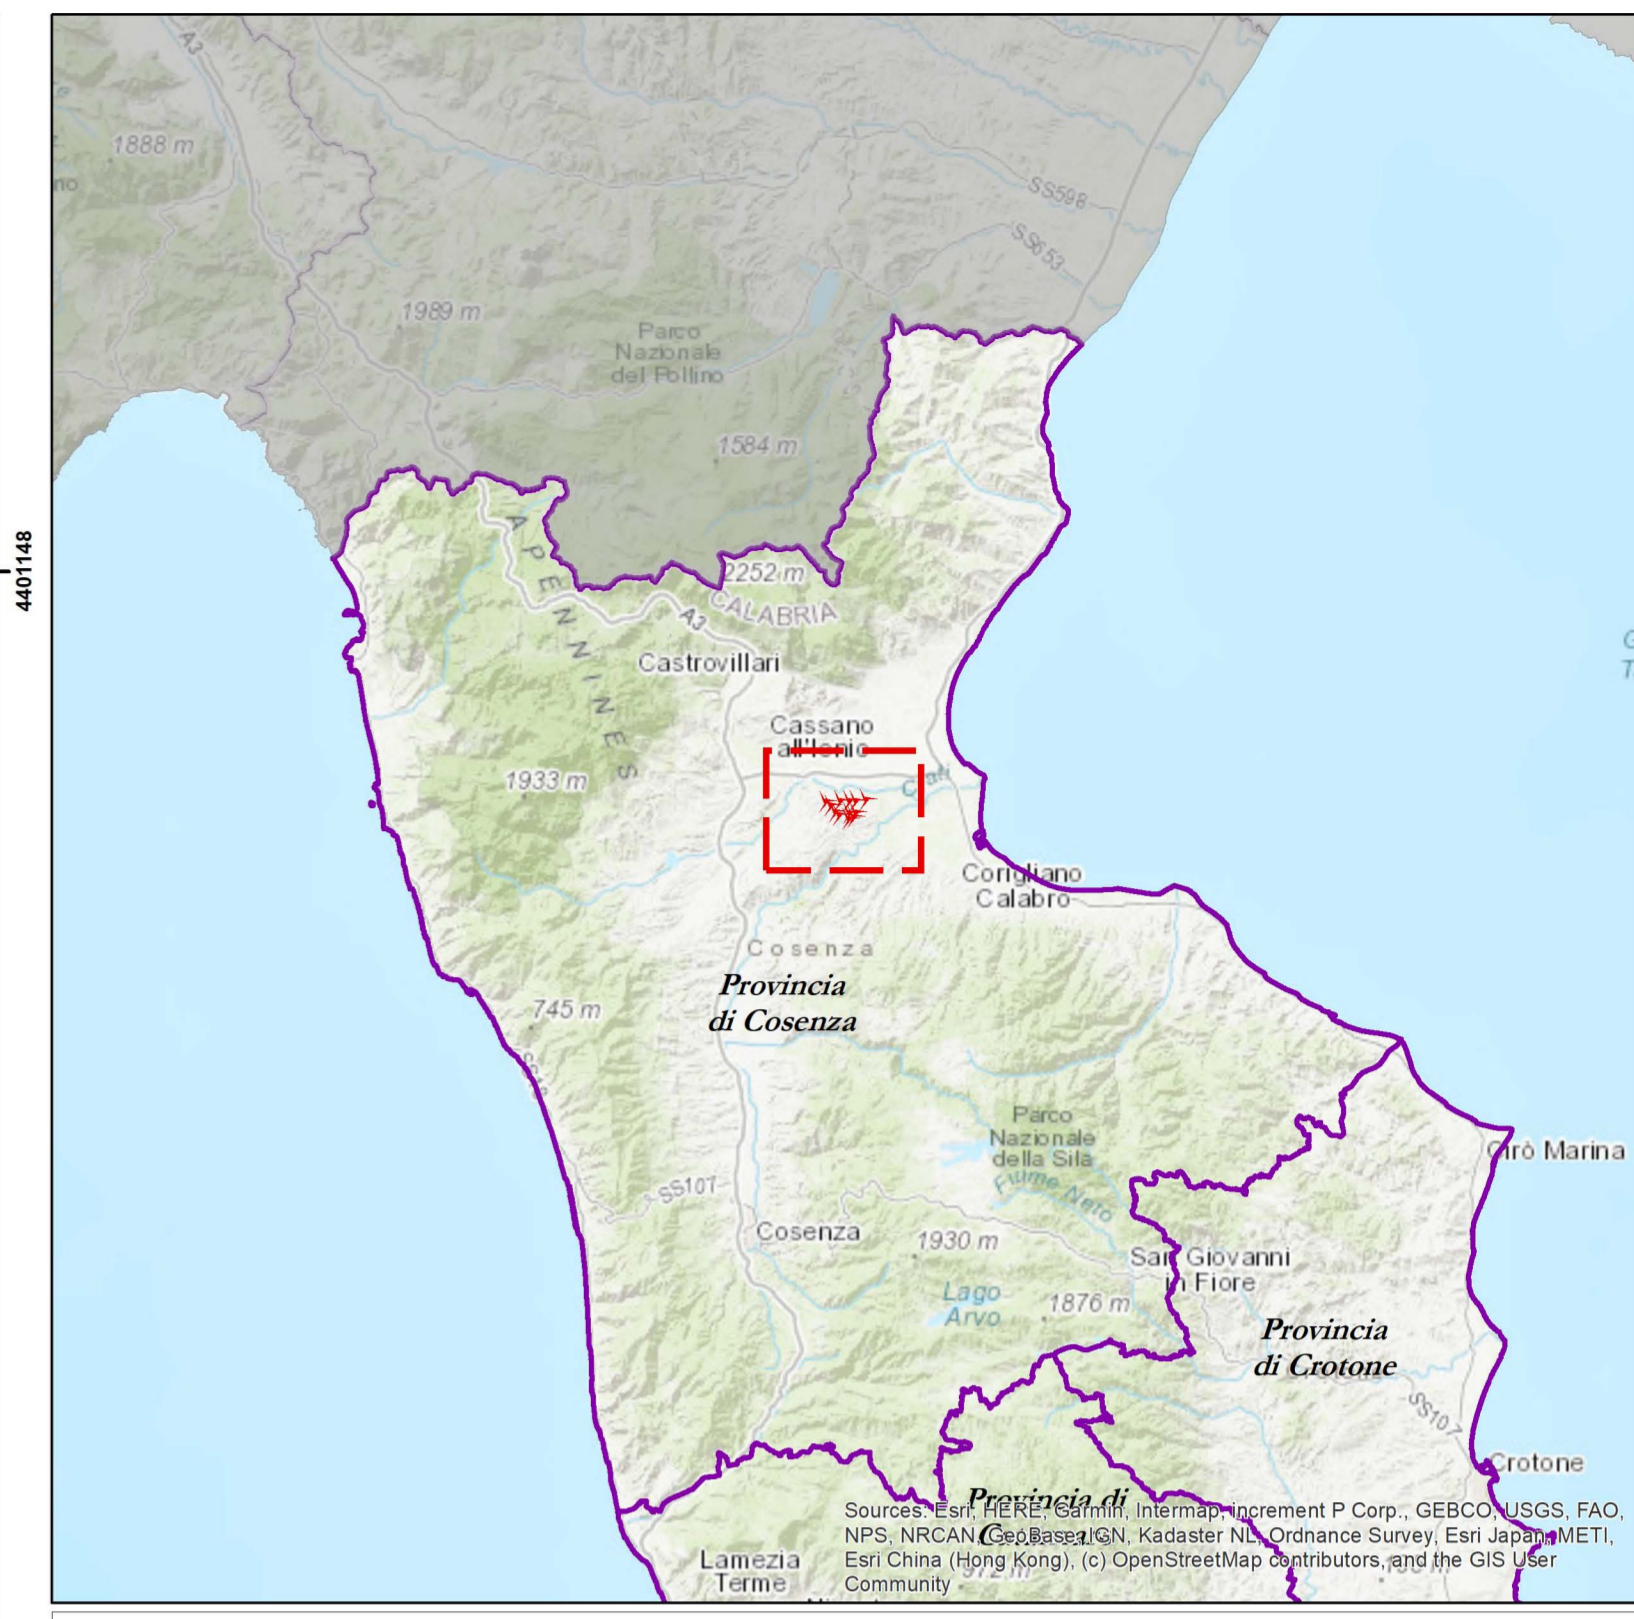 A3
1888 m
no
SS598
SS653
1989 m
Parco
Nazionale
del Pollino
1584 m
4401148
APENNINES
2252 m
CALABRIA
A3
Castrovillari
Cassano
all'Ionio
1933 m
Crati
Corigliano
Calabro
Cosenza
Provincia
di Cosenza
745 m
Parco
Nazionale
della Sila
Fiume Neto
Cirò Marina
SS107
Cosenza
1930 m
San Giovanni
in Fiore
Lago
Arvo
1876 m
Provincia
di Crotone
SS107
Crotone
Provincia di
Sources: Esri, HERE, Garmin, Intermap, increment P Corp., GEBCO, USGS, FAO,
NPS, NRCAN, GeoBase, IGN, Kadaster NL, Ordnance Survey, Esri Japan, METI,
Esri China (Hong Kong), (c) OpenStreetMap contributors, and the GIS User
Community
Lamezia
Terme
972 m